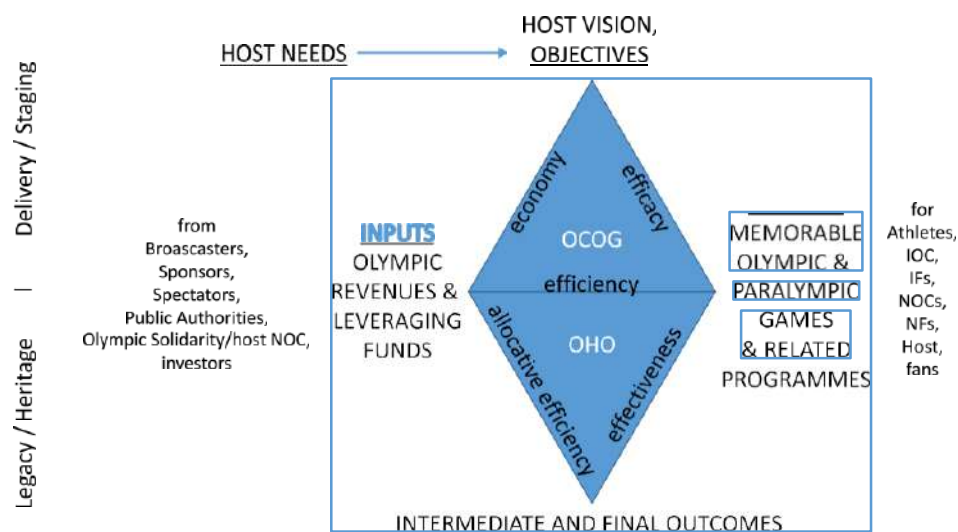 HOST NEEDS
HOST VISION,
OBJECTIVES
Delivery / Staging
|
Legacy / Heritage
from
Broascasters,
Sponsors,
Spectators,
Public Authorities,
Olympic Solidarity/host NOC,
investors
INPUTS
OLYMPIC
REVENUES &
LEVERAGING
FUNDS
economy
efficacy
OCOG
efficiency
OHO
allocative efficiency
effectiveness
MEMORABLE
OLYMPIC &
PARALYMPIC
GAMES
& RELATED
PROGRAMMES
for
Athletes,
IOC,
IFs,
NOCs,
NFs,
Host,
fans
INTERMEDIATE AND FINAL OUTCOMES